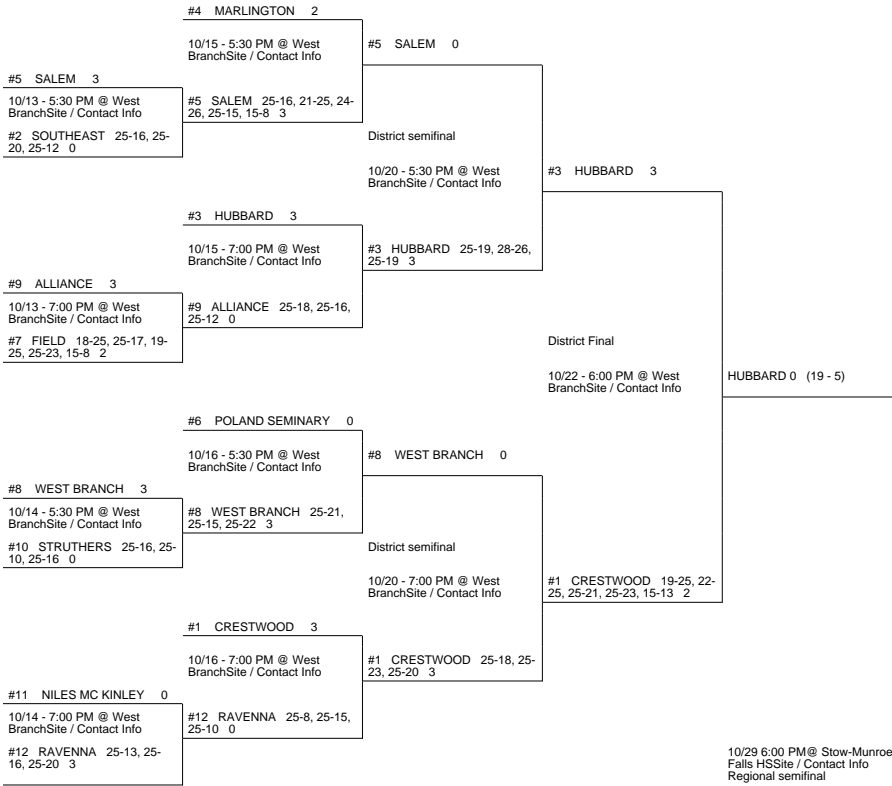 #4 MARLINGTON 2
10/15 - 5:30 PM @ West
BranchSite / Contact Info
#5 SALEM 0
#5 SALEM 3
10/13 - 5:30 PM @ West
BranchSite / Contact Info
#5 SALEM 25-16, 21-25, 24-
26, 25-15, 15-8 3
#2 SOUTHEAST 25-16, 25-
20, 25-12 0
District semifinal
10/20 - 5:30 PM @ West
BranchSite / Contact Info
#3 HUBBARD 3
#3 HUBBARD 3
10/15 - 7:00 PM @ West
BranchSite / Contact Info
#3 HUBBARD 25-19, 28-26,
25-19 3
#9 ALLIANCE 3
10/13 - 7:00 PM @ West
BranchSite / Contact Info
#9 ALLIANCE 25-18, 25-16,
25-12 0
#7 FIELD 18-25, 25-17, 19-
25, 25-23, 15-8 2
District Final
10/22 - 6:00 PM @ West
BranchSite / Contact Info
HUBBARD 0 (19 - 5)
#6 POLAND SEMINARY 0
10/16 - 5:30 PM @ West
BranchSite / Contact Info
#8 WEST BRANCH 0
#8 WEST BRANCH 3
10/14 - 5:30 PM @ West
BranchSite / Contact Info
#8 WEST BRANCH 25-21,
25-15, 25-22 3
#10 STRUTHERS 25-16, 25-
10, 25-16 0
District semifinal
10/20 - 7:00 PM @ West
BranchSite / Contact Info
#1 CRESTWOOD 19-25, 22-
25, 25-21, 25-23, 15-13 2
#1 CRESTWOOD 3
10/16 - 7:00 PM @ West
BranchSite / Contact Info
#1 CRESTWOOD 25-18, 25-
23, 25-20 3
#11 NILES MC KINLEY 0
10/14 - 7:00 PM @ West
BranchSite / Contact Info
#12 RAVENNA 25-8, 25-15,
25-10 0
#12 RAVENNA 25-13, 25-
16, 25-20 3
10/29 6:00 PM@ Stow-Munroe
Falls HSSite / Contact Info
Regional semifinal